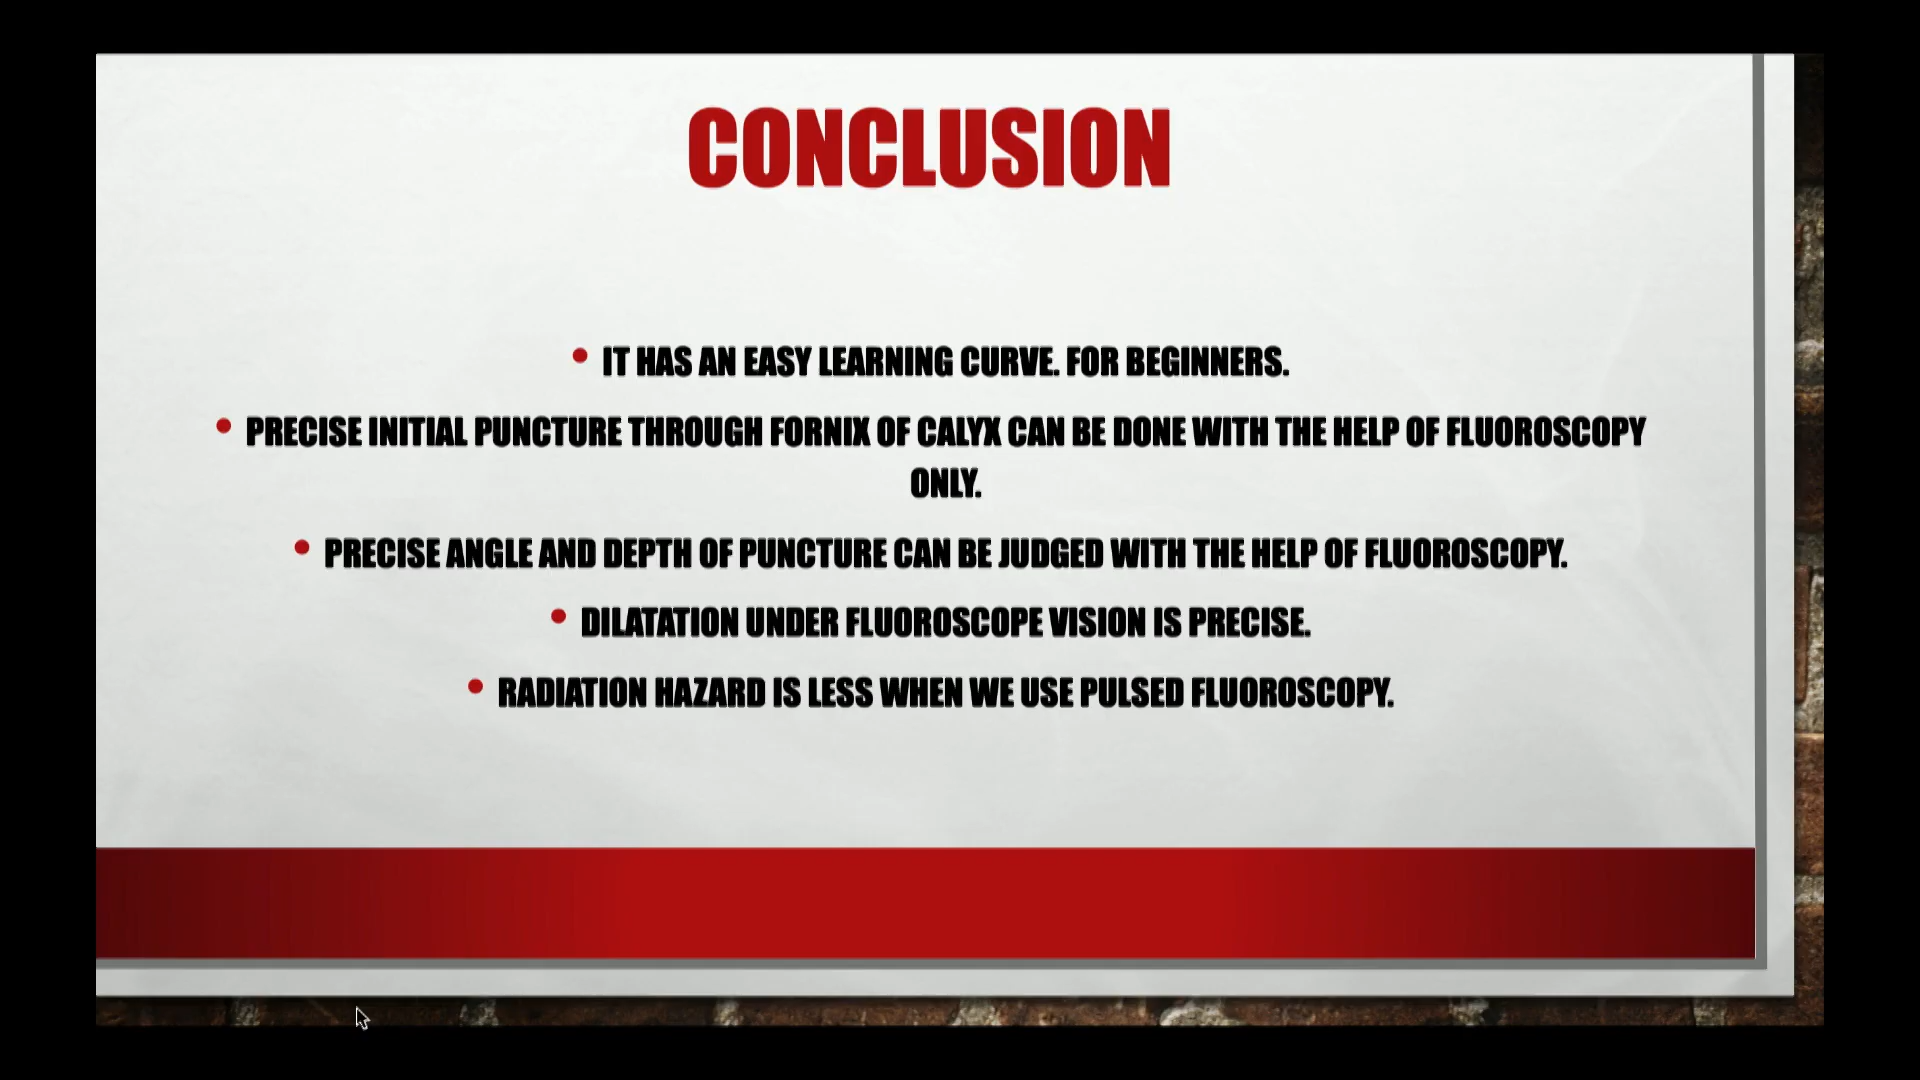 CONCLUSION
• IT HAS AN EASY LEARNING CURVE. FOR BEGINNERS.
• PRECISE INITIAL PUNCTURE THROUGH FORNIX OF CALYX CAN BE DONE WITH THE HELP OF FLUOROSCOPY
ONLY.
• PRECISE ANGLE AND DEPTH OF PUNCTURE CAN BE JUDGED WITH THE HELP OF FLUOROSCOPY.
• DILATATION UNDER FLUOROSCOPE VISION IS PRECISE.
• RADIATION HAZARD IS LESS WHEN WE USE PULSED FLUOROSCOPY.